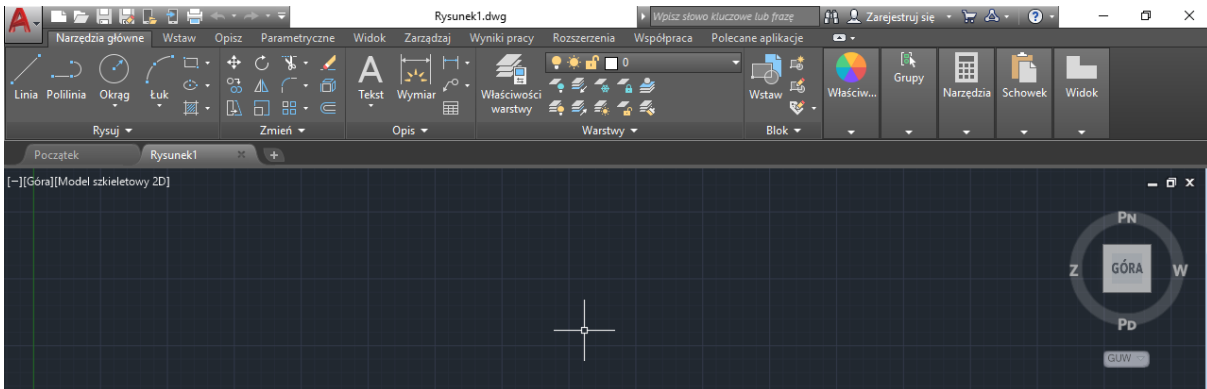 Rysunek1.dwg Wpisz słowo kluczowe lub frazę Zarejestruj się
Narzędzia główne Wstaw Opisz Parametryczne Widok Zarządzaj Wyniki pracy Rozszerzenia Współpraca Polecane aplikacje
0
Linia Polilinia Okrąg Łuk Tekst Wymiar Właściwości warstwy Wstaw Właściw... Grupy Narzędzia Schowek Widok
Rysuj Zmień Opis Warstwy Blok
Początek Rysunek1
[−][Góra][Model szkieletowy 2D]
PN
Z GÓRA W
PD
GUW